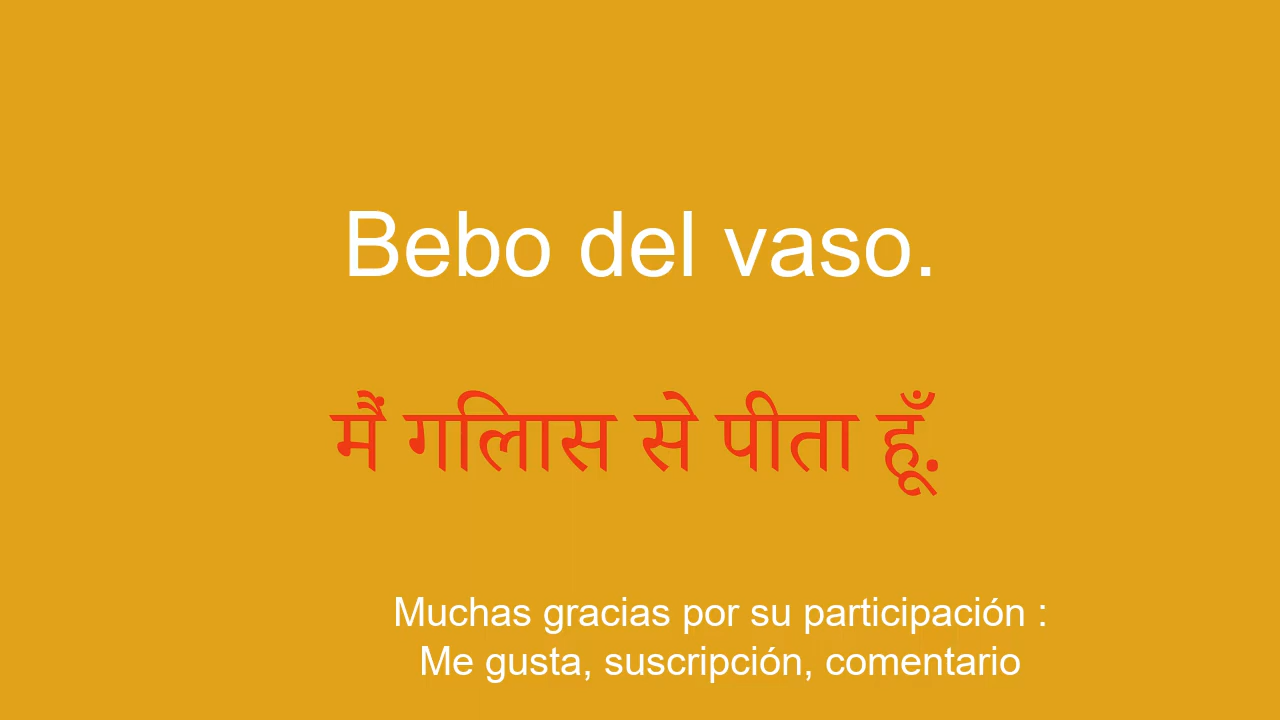 Bebo del vaso.
मैं गलिास से पीता हूँ.
Muchas gracias por su participación :
Me gusta, suscripción, comentario